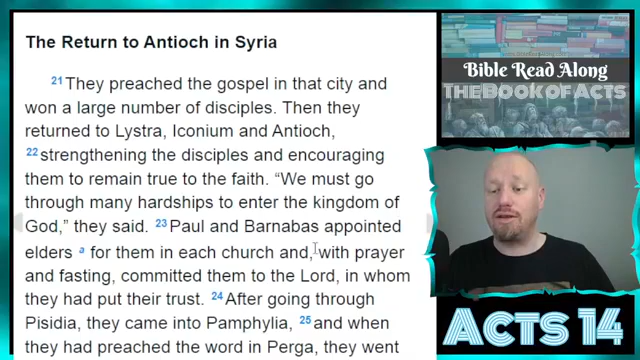 The Return to Antioch in Syria
21They preached the gospel in that city and
won a large number of disciples. Then they
returned to Lystra, Iconium and Antioch,
22strengthening the disciples and encouraging
them to remain true to the faith. “We must go
through many hardships to enter the kingdom of
God,” they said. 23 Paul and Barnabas appointed
elders a for them in each church and, with prayer
and fasting, committed them to the Lord, in whom
they had put their trust. 24 After going through
Pisidia, they came into Pamphylia, 25 and when
they had preached the word in Perga, they went
Bible Read Along
The Book of Acts
Acts 14